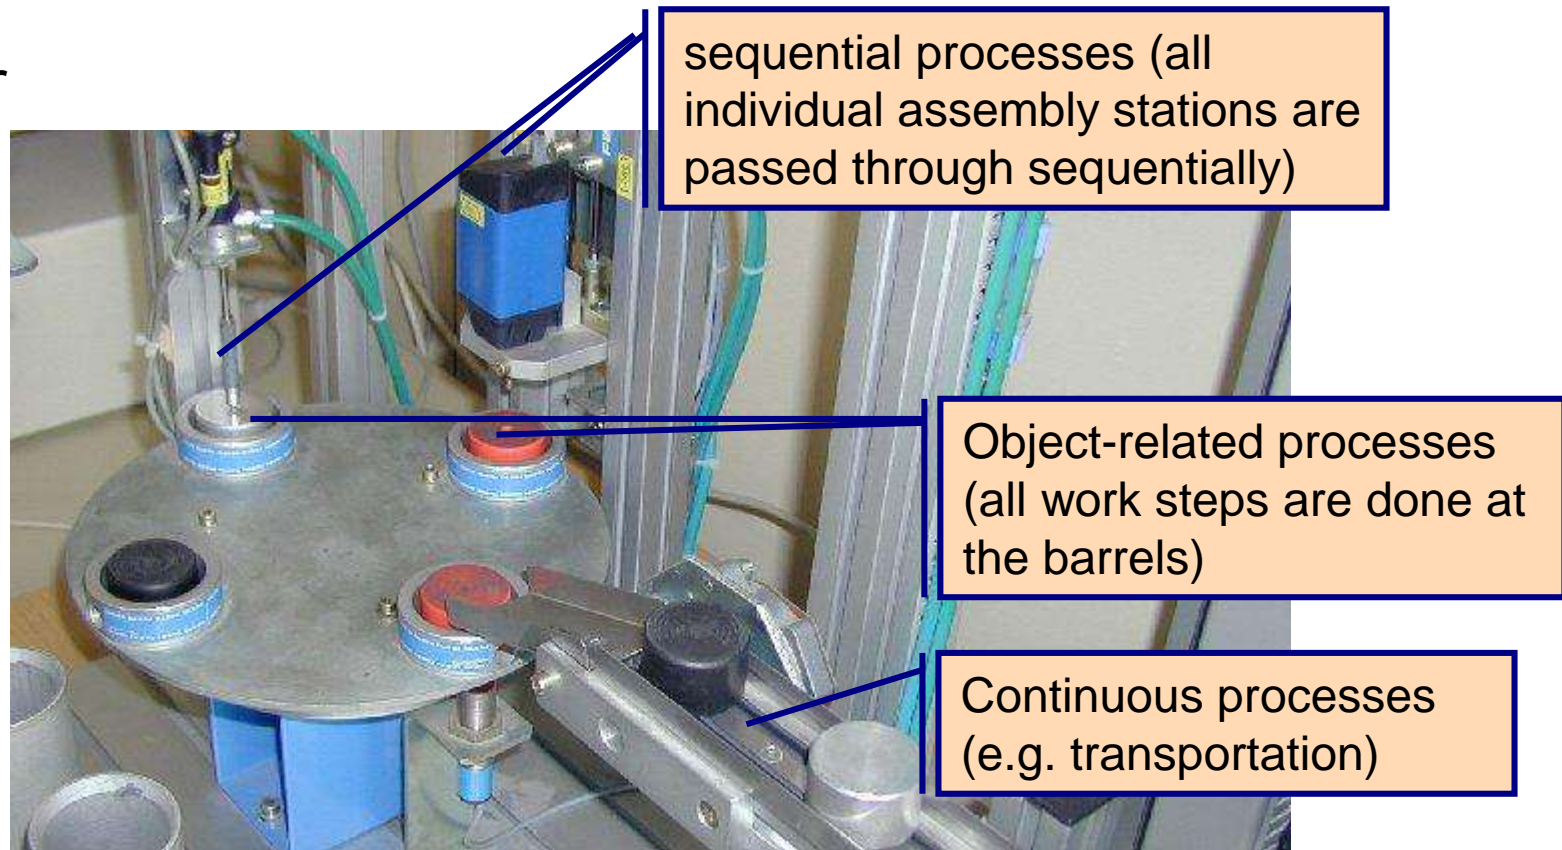 sequential processes (all
individual assembly stations are
passed through sequentially)
Object-related processes
(all work steps are done at
the barrels)
Continuous processes
(e.g. transportation)